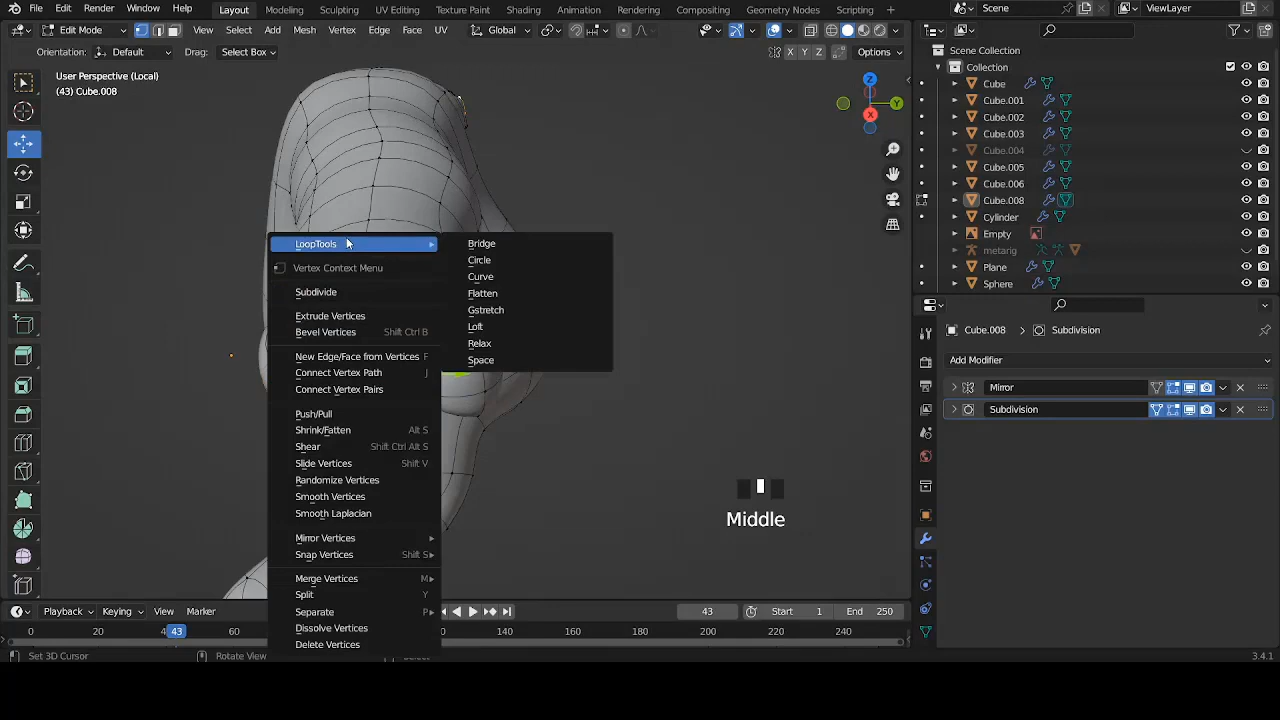 File Edit Render Window Help Layout Modeling Sculpting UV Editing Texture Paint Shading Animation Rendering Compositing Geometry Nodes Scripting Scene ViewLayer
Edit Mode View Select Add Mesh Vertex Edge Face UV Global
Orientation: Default Drag: Select Box X Y Z Options
User Perspective (Local)
(43) Cube.008
Z
Y
X
LoopTools
Vertex Context Menu
Subdivide
Extrude Vertices
Bevel Vertices Shift Ctrl B
New Edge/Face from Vertices F
Connect Vertex Path J
Connect Vertex Pairs
Push/Pull
Shrink/Fatten Alt S
Shear Shift Ctrl Alt S
Slide Vertices Shift V
Randomize Vertices
Smooth Vertices
Smooth Laplacian
Mirror Vertices
Snap Vertices Shift S
Merge Vertices M
Split Y
Separate P
Dissolve Vertices
Delete Vertices
Bridge
Circle
Curve
Flatten
Gstretch
Loft
Relax
Space
Middle
Scene Collection
Collection
Cube
Cube.001
Cube.002
Cube.003
Cube.004
Cube.005
Cube.006
Cube.008
Cylinder
Empty
metarig
Plane
Sphere
Cube.008 Subdivision
Add Modifier
Mirror
Subdivision
Playback Keying View Marker 43 Start 1 End 250
0 20 43 60 120 140 160 180 200 220 240
Set 3D Cursor Rotate View 3.4.1